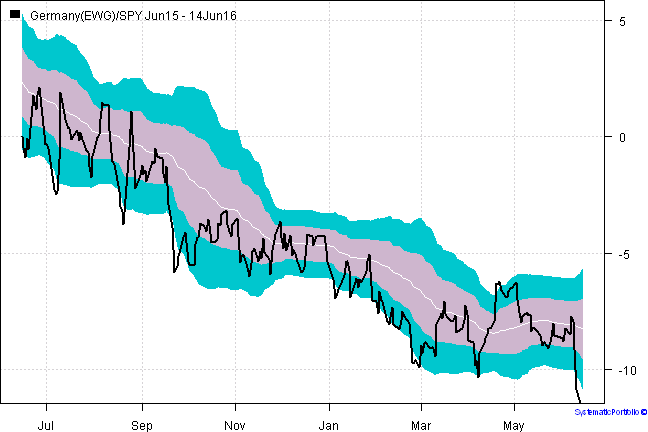 Germany(EWG)/SPY Jun15 - 14Jun16
5
0
-5
-10
Jul Sep Nov Jan Mar May
SystematicPortfolio ©